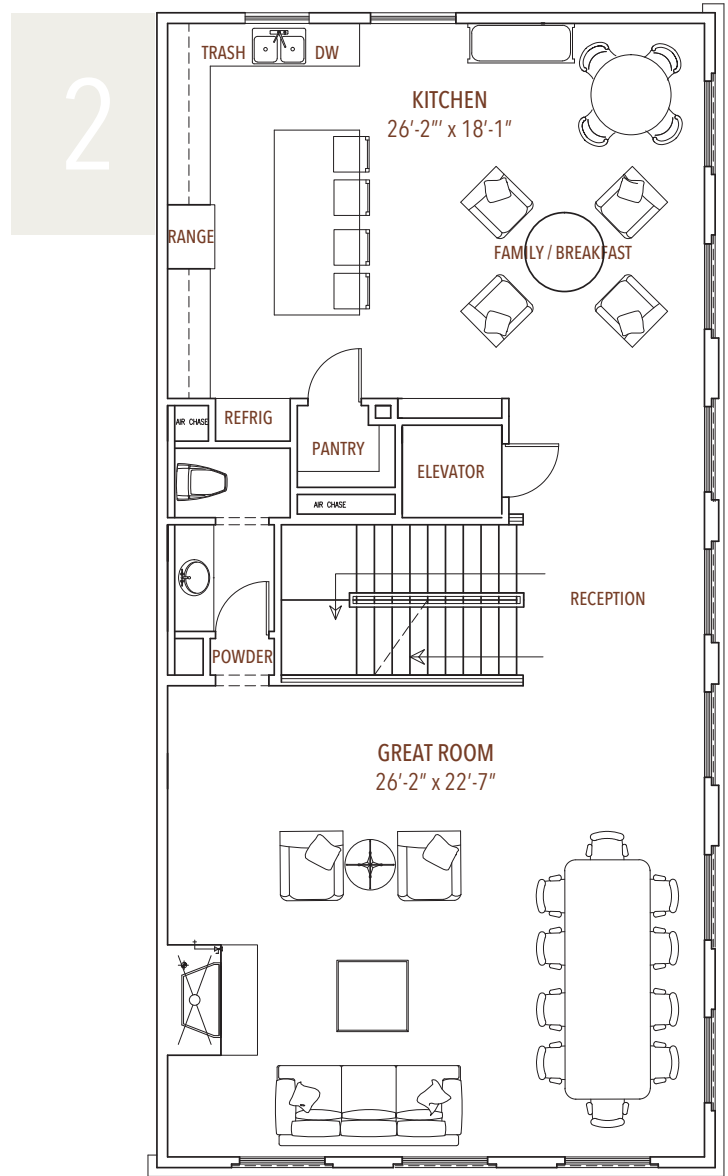 2
TRASH
DW
KITCHEN
26'-2"' x 18'-1"
RANGE
FAMILY / BREAKFAST
AIR CHASE
REFRIG
PANTRY
ELEVATOR
AIR CHASE
RECEPTION
POWDER
GREAT ROOM
26'-2" x 22'-7"